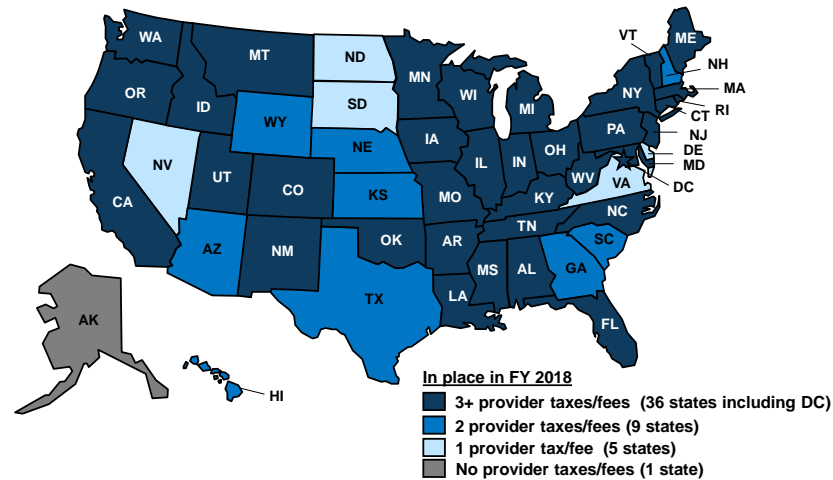 WA
MT
ND
MN
VT
ME
NH
OR
ID
SD
WI
MI
NY
MA
RI
CT
WY
IA
PA
NJ
NE
DE
NV
UT
CO
IL
IN
OH
MD
WV
DC
CA
KS
MO
KY
VA
NC
AZ
NM
OK
AR
TN
SC
TX
MS
AL
GA
LA
AK
FL
HI
In place in FY 2018
3+ provider taxes/fees (36 states including DC)
2 provider taxes/fees (9 states)
1 provider tax/fee (5 states)
No provider taxes/fees (1 state)